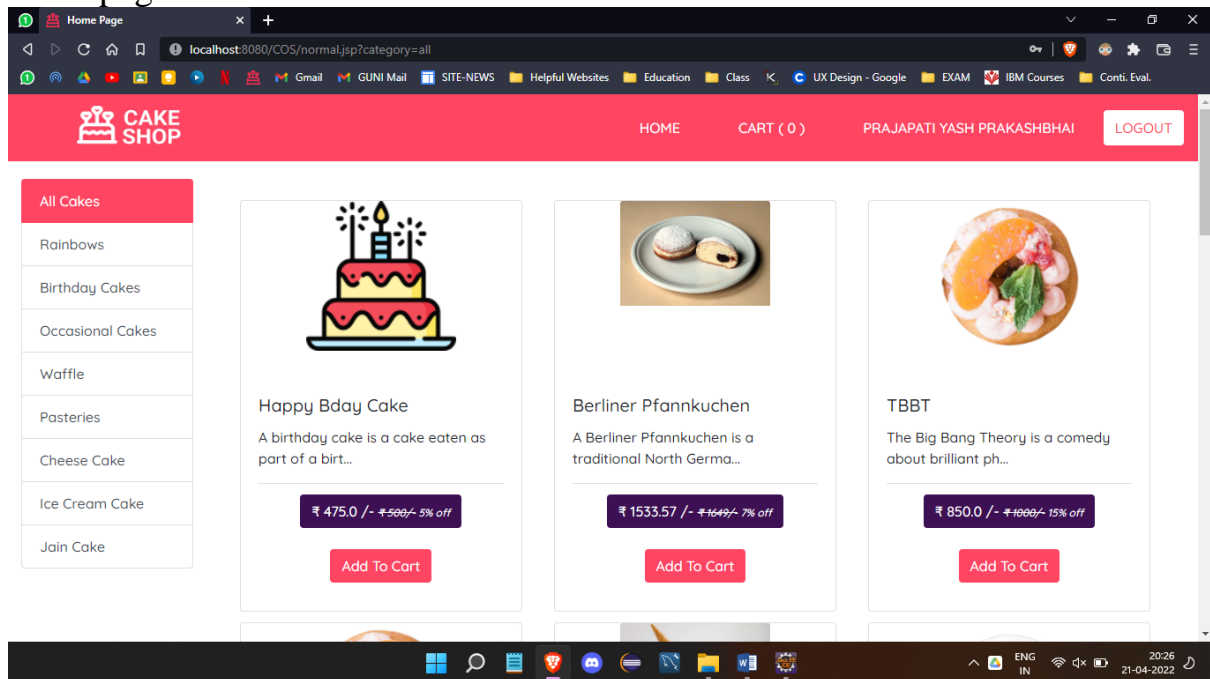 pag
Home Page
localhost:8080/COS/normal.jsp?category=all
Gmail GUNI Mail SITE-NEWS Helpful Websites Education Class UX Design - Google EXAM IBM Courses Conti. Eval.
CAKE
SHOP
HOME CART ( 0 ) PRAJAPATI YASH PRAKASHBHAI LOGOUT
All Cakes
Rainbows
Birthday Cakes
Occasional Cakes
Waffle
Pasteries
Cheese Cake
Ice Cream Cake
Jain Cake
Happy Bday Cake
A birthday cake is a cake eaten as
part of a birt...
₹ 475.0 /- ₹500/- 5% off
Add To Cart
Berliner Pfannkuchen
A Berliner Pfannkuchen is a
traditional North Germa...
₹ 1533.57 /- ₹1649/- 7% off
Add To Cart
TBBT
The Big Bang Theory is a comedy
about brilliant ph...
₹ 850.0 /- ₹1000/- 15% off
Add To Cart
ENG
IN
20:26
21-04-2022